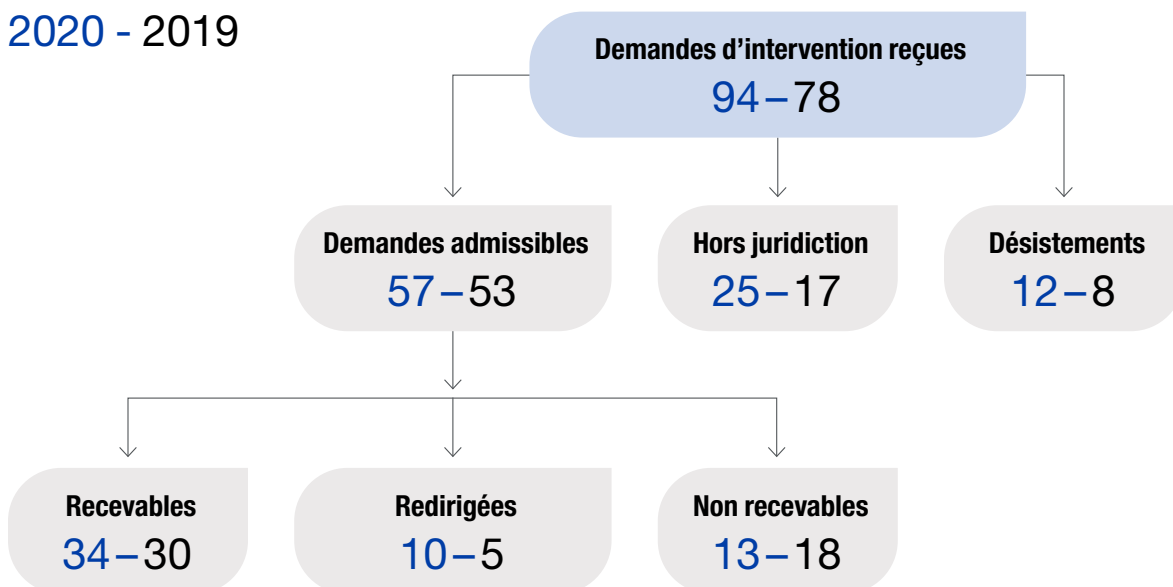 2020 - 2019
Demandes d’intervention reçues
94 – 78
Demandes admissibles
57 – 53
Hors juridiction
25 – 17
Désistements
12 – 8
Recevables
34 – 30
Redirigées
10 – 5
Non recevables
13 – 18